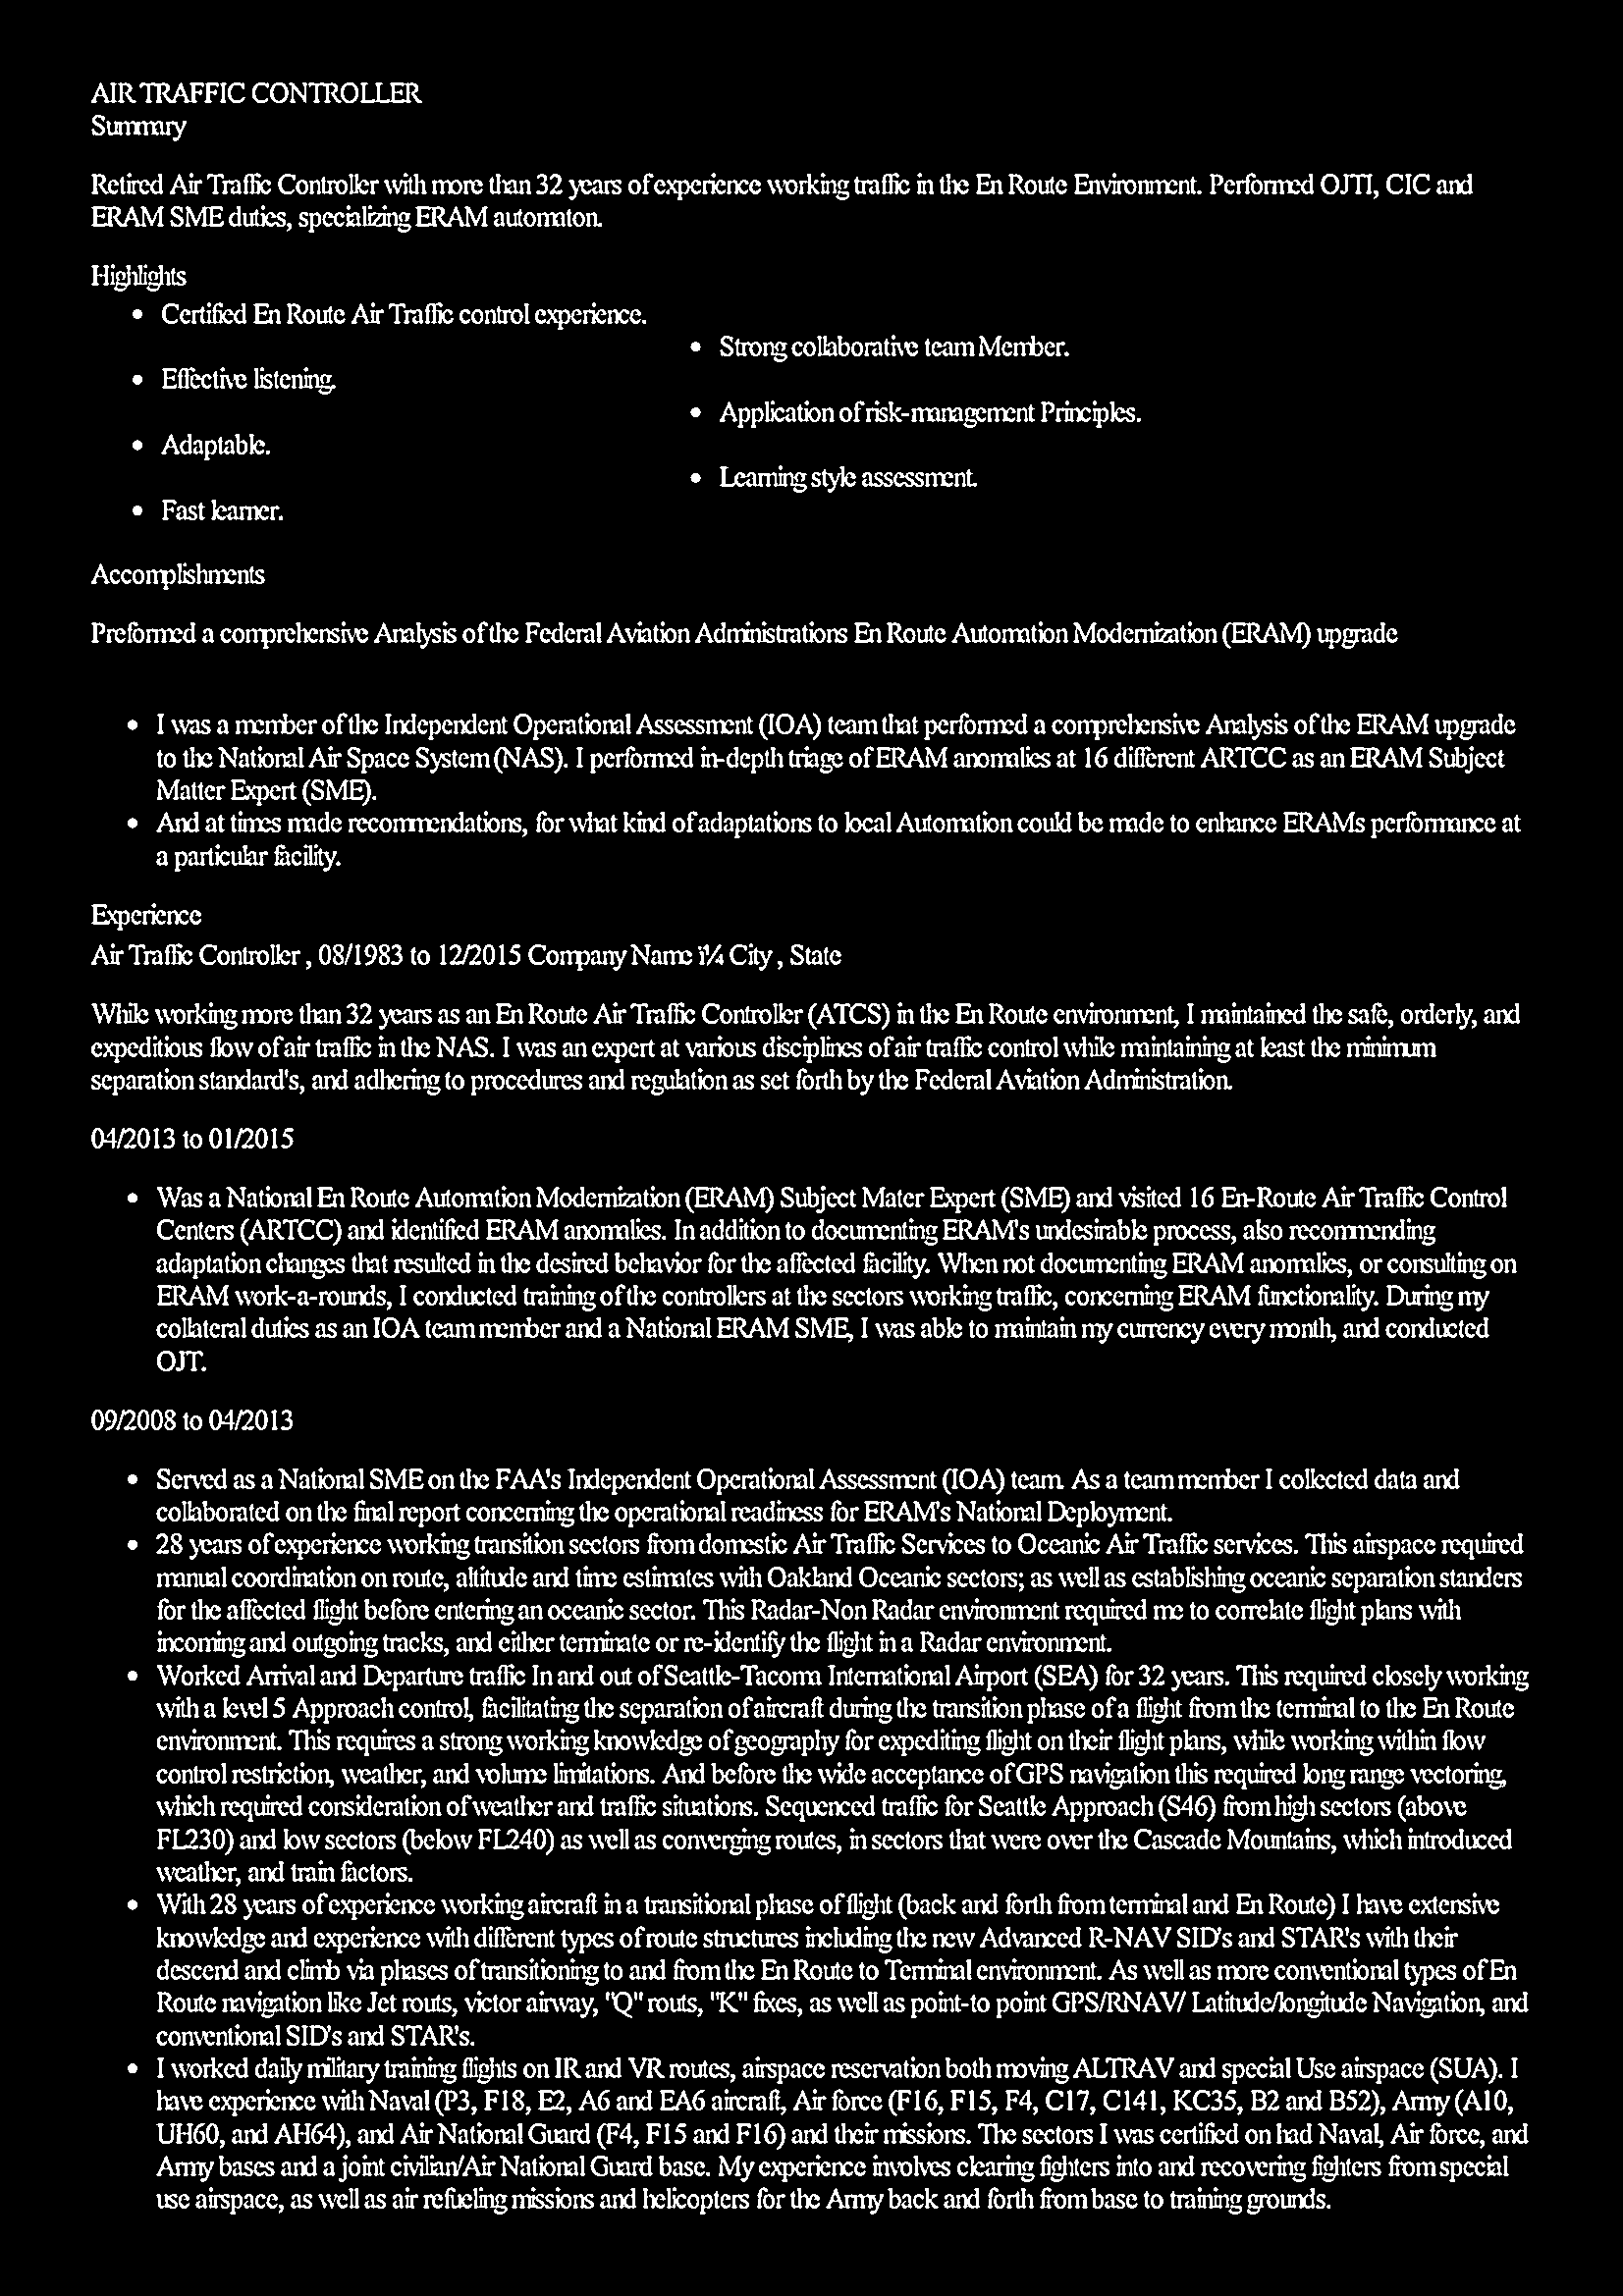 AIR TRAFFIC CONTROLLER
Summary
Retired Air Traffic Controller with more than 32 years of experience working traffic in the En Route Environment. Performed OJTI, CIC and
ERAM SME duties, specializing ERAM automaton.
Highlights
• Certified En Route Air Traffic control experience.
• Strong collaborative team Member.
• Effective listening.
• Application of risk-management Principles.
• Adaptable.
• Learning style assessment.
• Fast learner.
Accomplishments
Preformed a comprehensive Analysis of the Federal Aviation Administrations En Route Automation Modernization (ERAM) upgrade
• I was a member of the Independent Operational Assessment (IOA) team that performed a comprehensive Analysis of the ERAM upgrade
to the National Air Space System (NAS). I performed in-depth triage of ERAM anomalies at 16 different ARTCC as an ERAM Subject
Matter Expert (SME).
• And at times made recommendations, for what kind of adaptations to local Automation could be made to enhance ERAMs performance at
a particular facility.
Experience
Air Traffic Controller , 08/1983 to 12/2015 Company Name ï¼ City , State
While working more than 32 years as an En Route Air Traffic Controller (ATCS) in the En Route environment, I maintained the safe, orderly, and
expeditious flow of air traffic in the NAS. I was an expert at various disciplines of air traffic control while maintaining at least the minimum
separation standard's, and adhering to procedures and regulation as set forth by the Federal Aviation Administration.
04/2013 to 01/2015
• Was a National En Route Automation Modernization (ERAM) Subject Mater Expert (SME) and visited 16 En-Route Air Traffic Control
Centers (ARTCC) and identified ERAM anomalies. In addition to documenting ERAM's undesirable process, also recommending
adaptation changes that resulted in the desired behavior for the affected facility. When not documenting ERAM anomalies, or consulting on
ERAM work-a-rounds, I conducted training of the controllers at the sectors working traffic, concerning ERAM functionality. During my
collateral duties as an IOA team member and a National ERAM SME, I was able to maintain my currency every month, and conducted
OJT.
09/2008 to 04/2013
• Served as a National SME on the FAA's Independent Operational Assessment (IOA) team. As a team member I collected data and
collaborated on the final report concerning the operational readiness for ERAM's National Deployment.
• 28 years of experience working transition sectors from domestic Air Traffic Services to Oceanic Air Traffic services. This airspace required
manual coordination on route, altitude and time estimates with Oakland Oceanic sectors; as well as establishing oceanic separation standers
for the affected flight before entering an oceanic sector. This Radar-Non Radar environment required me to correlate flight plans with
incoming and outgoing tracks, and either terminate or re-identify the flight in a Radar environment.
• Worked Arrival and Departure traffic In and out of Seattle-Tacoma International Airport (SEA) for 32 years. This required closely working
with a level 5 Approach control, facilitating the separation of aircraft during the transition phase of a flight from the terminal to the En Route
environment. This requires a strong working knowledge of geography for expediting flight on their flight plans, while working within flow
control restriction, weather, and volume limitations. And before the wide acceptance of GPS navigation this required long range vectoring,
which required consideration of weather and traffic situations. Sequenced traffic for Seattle Approach (S46) from high sectors (above
FL230) and low sectors (below FL240) as well as converging routes, in sectors that were over the Cascade Mountains, which introduced
weather, and train factors.
• With 28 years of experience working aircraft in a transitional phase of flight (back and forth from terminal and En Route) I have extensive
knowledge and experience with different types of route structures including the new Advanced R-NAV SID's and STAR's with their
descend and climb via phases of transitioning to and from the En Route to Terminal environment. As well as more conventional types of En
Route navigation like Jet routs, victor airway, "Q" routs, "K" fixes, as well as point-to point GPS/RNAV/ Latitude/longitude Navigation, and
conventional SID's and STAR's.
• I worked daily military training flights on IR and VR routes, airspace reservation both moving ALTRAV and special Use airspace (SUA). I
have experience with Naval (P3, F18, E2, A6 and EA6 aircraft, Air force (F16, F15, F4, C17, C141, KC35, B2 and B52), Army (A10,
UH60, and AH64), and Air National Guard (F4, F15 and F16) and their missions. The sectors I was certified on had Naval, Air force, and
Army bases and a joint civilian/Air National Guard base. My experience involves clearing fighters into and recovering fighters from special
use airspace, as well as air refueling missions and helicopters for the Army back and forth from base to training grounds.